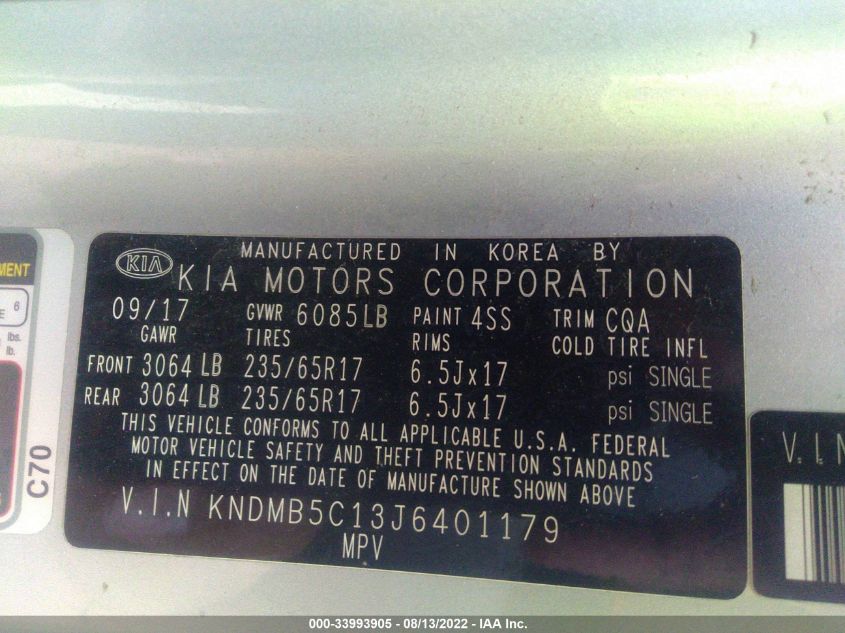 MANUFACTURED IN KOREA BY
KIA KIA MOTORS CORPORATION
09/17 GVWR 6085LB PAINT 4SS TRIM CQA
GAWR TIRES RIMS COLD TIRE INFL
FRONT 3064 LB 235/65R17 6.5Jx17 psi SINGLE
REAR 3064 LB 235/65R17 6.5Jx17 psi SINGLE
THIS VEHICLE CONFORMS TO ALL APPLICABLE U.S.A. FEDERAL
MOTOR VEHICLE SAFETY AND THEFT PREVENTION STANDARDS
IN EFFECT ON THE DATE OF MANUFACTURE SHOWN ABOVE
V.I.N KNDMB5C13J6401179
MPV
6
lbs.
lb.
C70
V.I.N
000-33993905 - 08/13/2022 - IAA Inc.